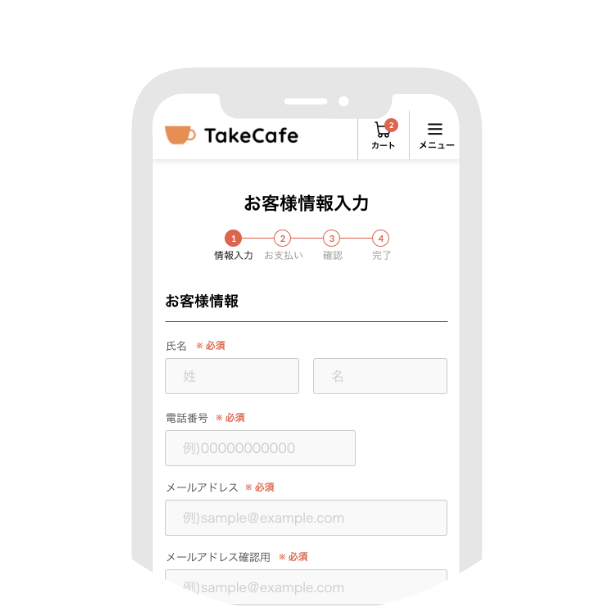 TakeCafe
2
カート
メニュー
お客様情報入力
1 2 3 4
情報入力 お支払い 確認 完了
お客様情報
氏名 ※必須
姓 名
電話番号 ※必須
例)00000000000
メールアドレス ※必須
例)sample@example.com
メールアドレス確認用 ※必須
例)sample@example.com